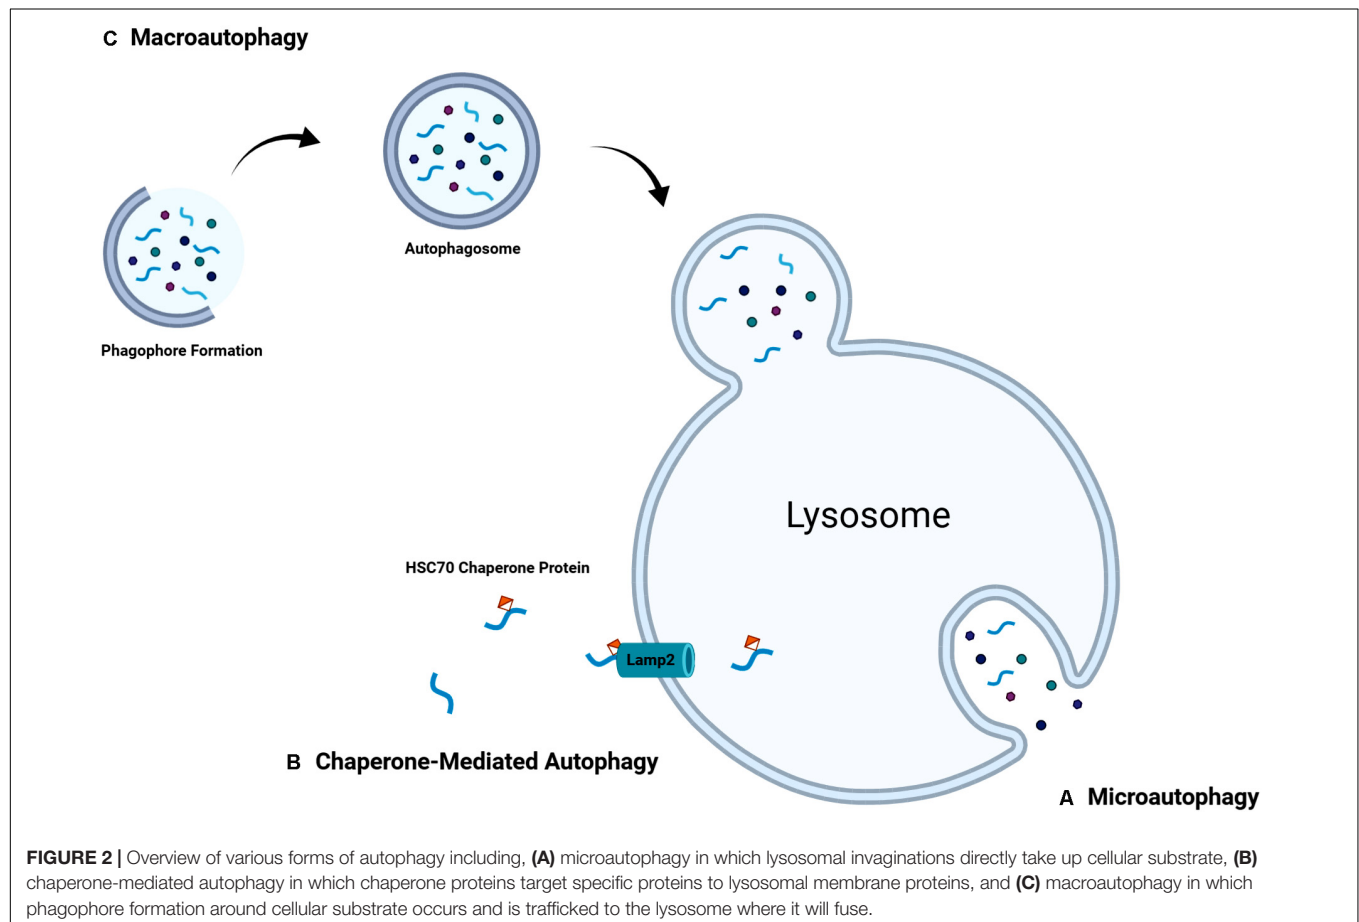 C Macroautophagy
Autophagosome
Phagophore Formation
Lysosome
HSC70 Chaperone Protein
Lamp2
B Chaperone-Mediated Autophagy
A Microautophagy
FIGURE 2 | Overview of various forms of autophagy including, (A) microautophagy in which lysosomal invaginations directly take up cellular substrate, (B)
chaperone-mediated autophagy in which chaperone proteins target specific proteins to lysosomal membrane proteins, and (C) macroautophagy in which
phagophore formation around cellular substrate occurs and is trafficked to the lysosome where it will fuse.